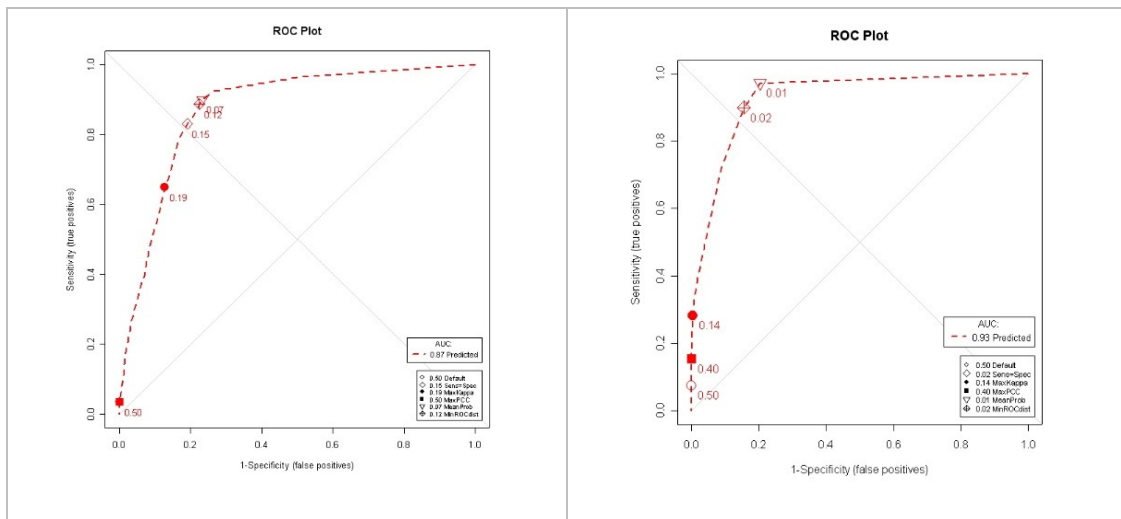 ROC Plot
1.0
0.8
0.6
0.4
0.2
0.0
Sensitivity (true positives)
0.07
0.12
0.15
0.19
0.50
AUC:
0.87 Predicted
0.50 Default
0.15 Sens=Spec
0.19 MaxKappa
0.50 MaxPCC
0.07 MeanProb
0.12 MinROCdist
0.0 0.2 0.4 0.6 0.8 1.0
1-Specificity (false positives)
ROC Plot
1.0
0.8
0.6
0.4
0.2
0.0
Sensitivity (true positives)
0.01
0.02
0.14
0.40
0.50
AUC:
0.93 Predicted
0.50 Default
0.02 Sens=Spec
0.14 MaxKappa
0.40 MaxPCC
0.01 MeanProb
0.02 MinROCdist
0.0 0.2 0.4 0.6 0.8 1.0
1-Specificity (false positives)